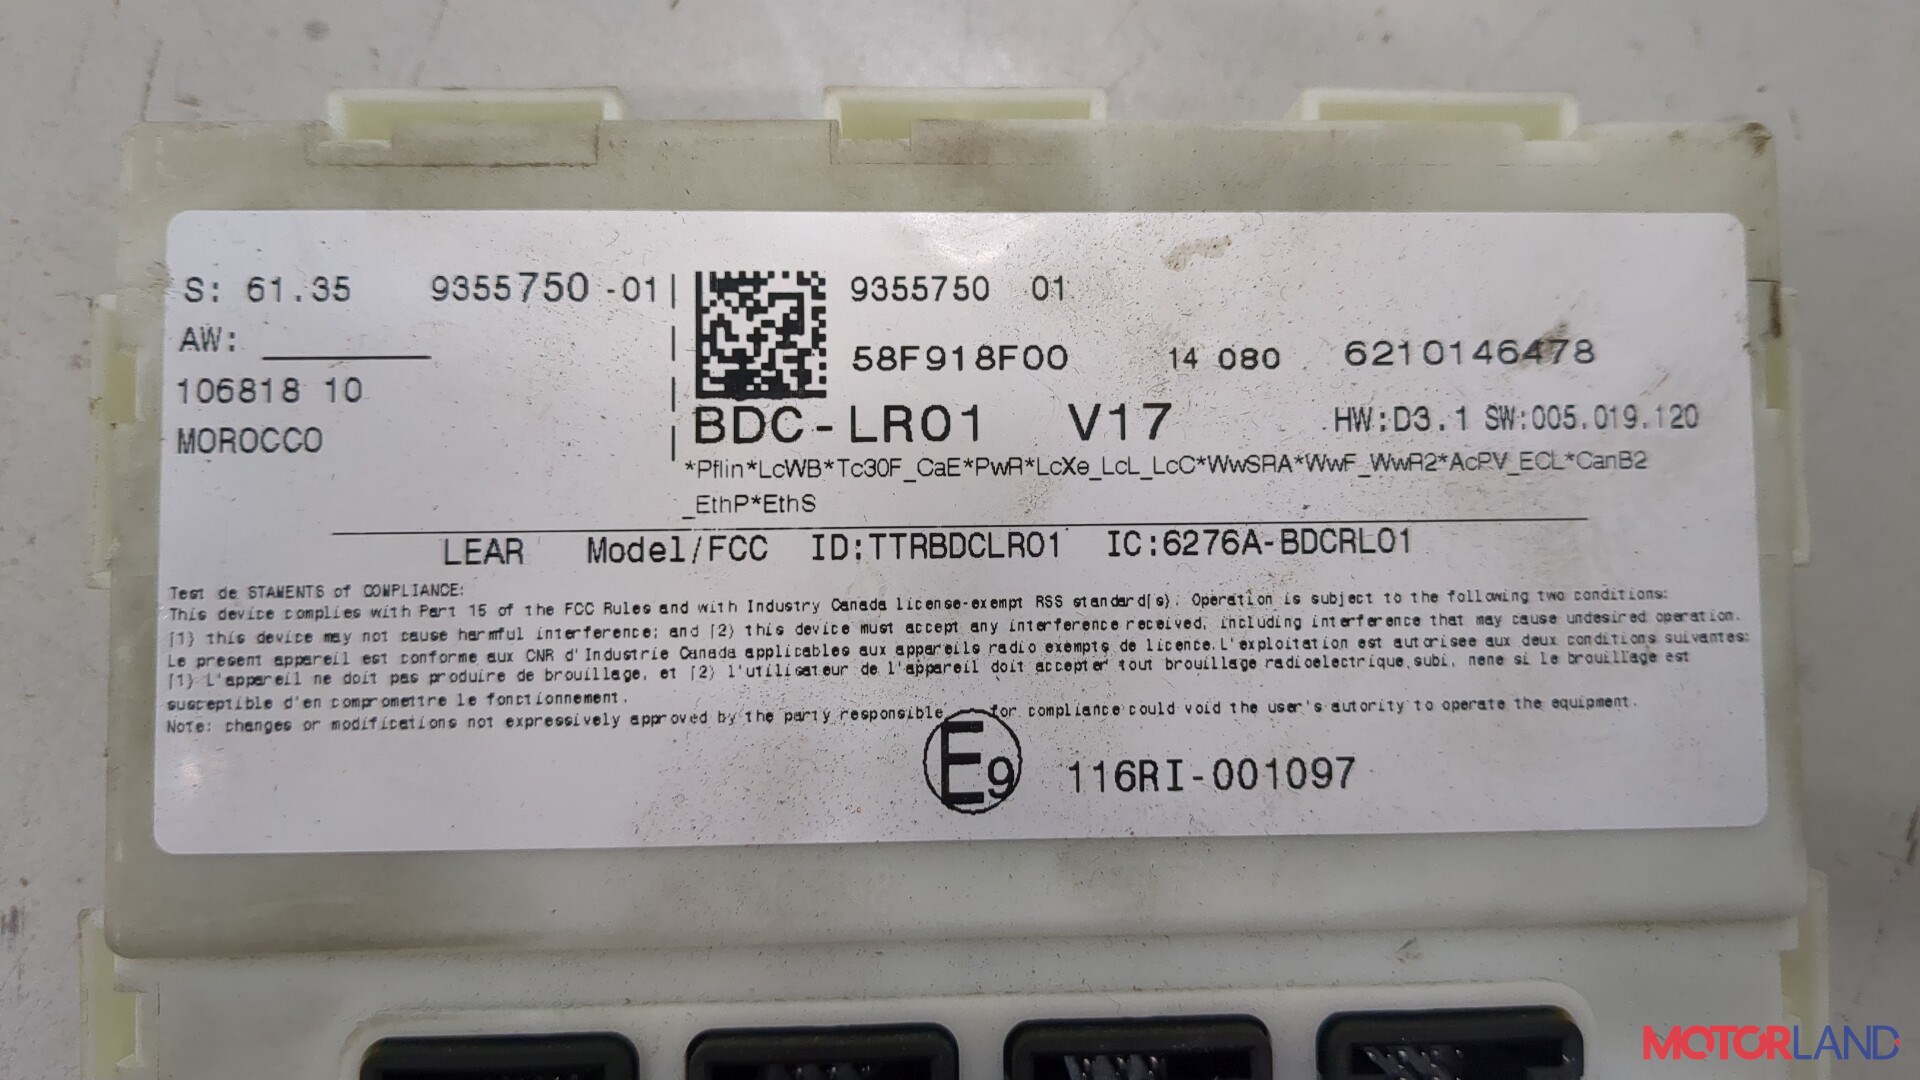 S: 61.35 9355750 -01
AW:
106818 10
MOROCCO
9355750 01
58F918F00 14 080 6210146478
BDC-LR01 V17 HW:D3.1 SW:005.019.120
*Pflin*LcWB*Tc30F_CaE*PwR*LcXe_LcL_LcC*WwSRA*WwF_WwR2*AcPV_ECL*CanB2
_EthP*EthS
LEAR Model/FCC ID:TTRBDCLR01 IC:6276A-BDCRL01
Test de STAMENTS of COMPLIANCE:
This device complies with Part 15 of the FCC Rules and with Industry Canada license-exempt RSS standard(s). Operation is subject to the following two conditions:
(1) this device may not cause harmful interference; and (2) this device must accept any interference received, including interference that may cause undesired operation.
Le present appareil est conforme aux CNR d'Industrie Canada applicables aux appareils radio exempts de licence.L'exploitation est autorisee aux deux conditions suivantes:
(1) L'appareil ne doit pas produire de brouillage, et (2) l'utilisateur de l'appareil doit accepter tout brouillage radioelectrique,subi, nene si le brouillage est
susceptible d'en compromettre le fonctionnement.
Note: changes or modifications not expressively approved by the party responsible for compliance could void the user's autority to operate the equipment.
E9 116RI-001097
MOTORLAND